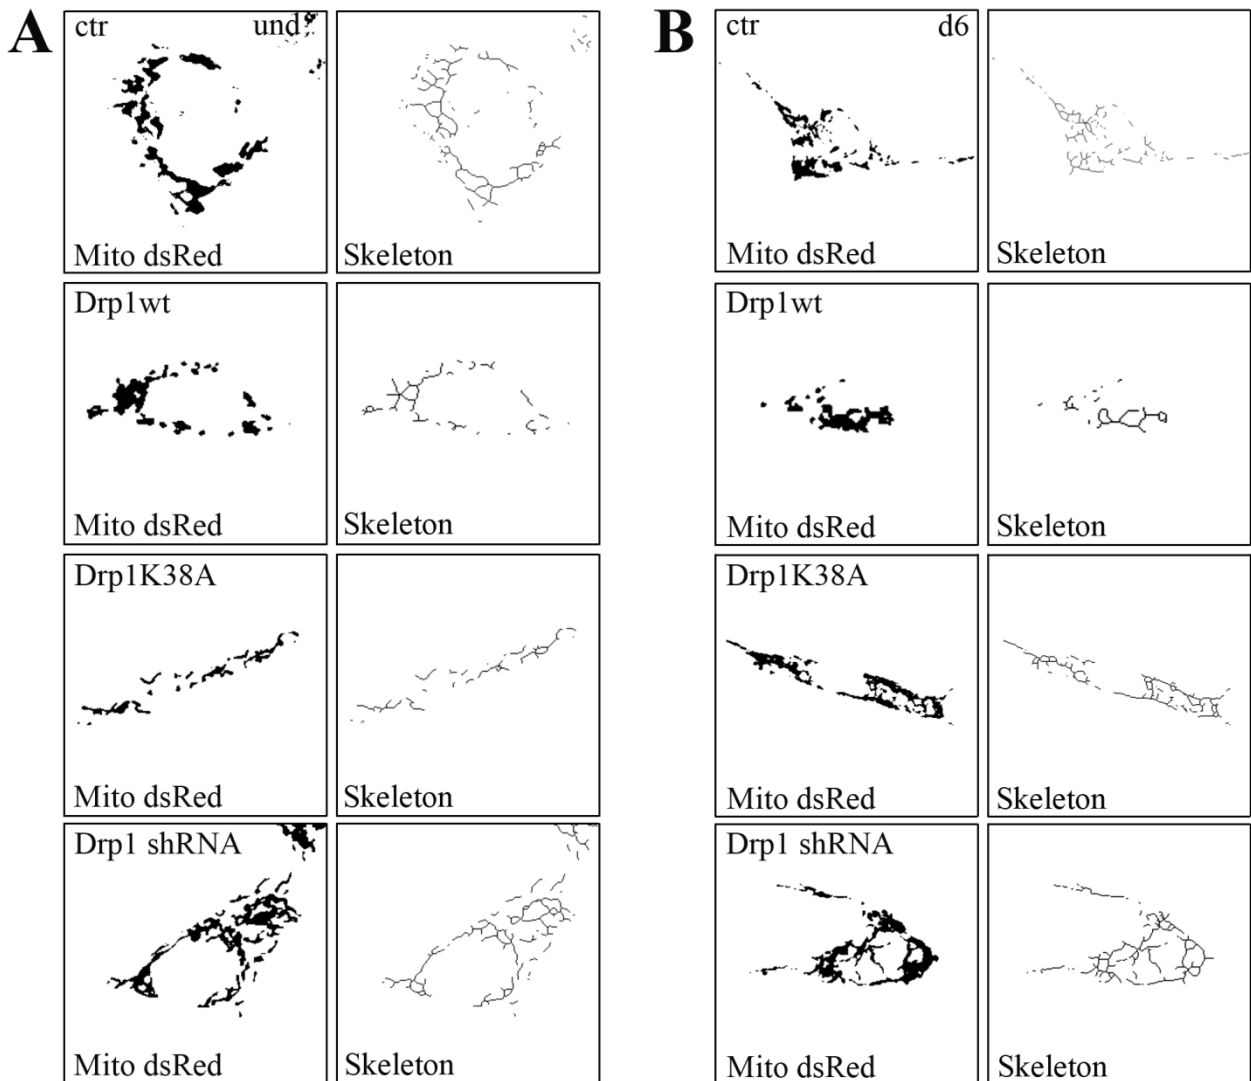 A
ctr und
Mito dsRed
Skeleton
Drp1wt
Mito dsRed
Skeleton
Drp1K38A
Mito dsRed
Skeleton
Drp1 shRNA
Mito dsRed
Skeleton
B
ctr d6
Mito dsRed
Skeleton
Drp1wt
Mito dsRed
Skeleton
Drp1K38A
Mito dsRed
Skeleton
Drp1 shRNA
Mito dsRed
Skeleton